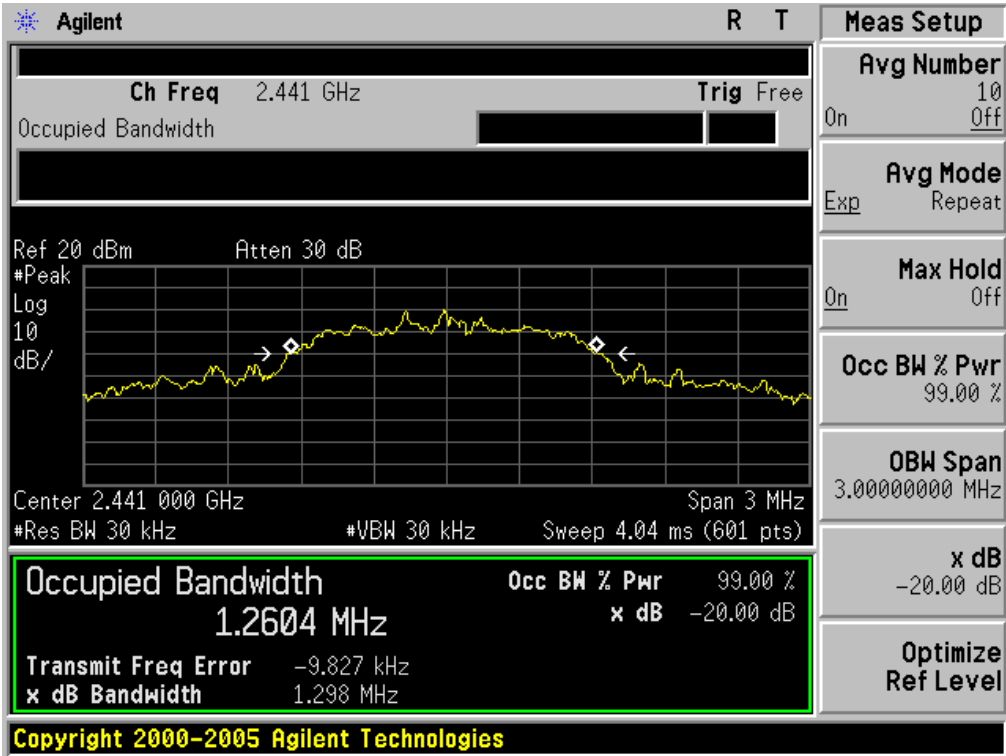 Agilent R T
Ch Freq 2.441 GHz Trig Free
Occupied Bandwidth
Ref 20 dBm Atten 30 dB
#Peak
Log
10
dB/
Center 2.441 000 GHz Span 3 MHz
#Res BW 30 kHz #VBW 30 kHz Sweep 4.04 ms (601 pts)
Occupied Bandwidth
1.2604 MHz
Occ BW % Pwr 99.00 %
x dB -20.00 dB
Transmit Freq Error -9.827 kHz
x dB Bandwidth 1.298 MHz
Meas Setup
Avg Number
10
On Off
Avg Mode
Exp Repeat
Max Hold
On Off
Occ BW % Pwr
99.00 %
OBW Span
3.00000000 MHz
x dB
-20.00 dB
Optimize
Ref Level
Copyright 2000-2005 Agilent Technologies